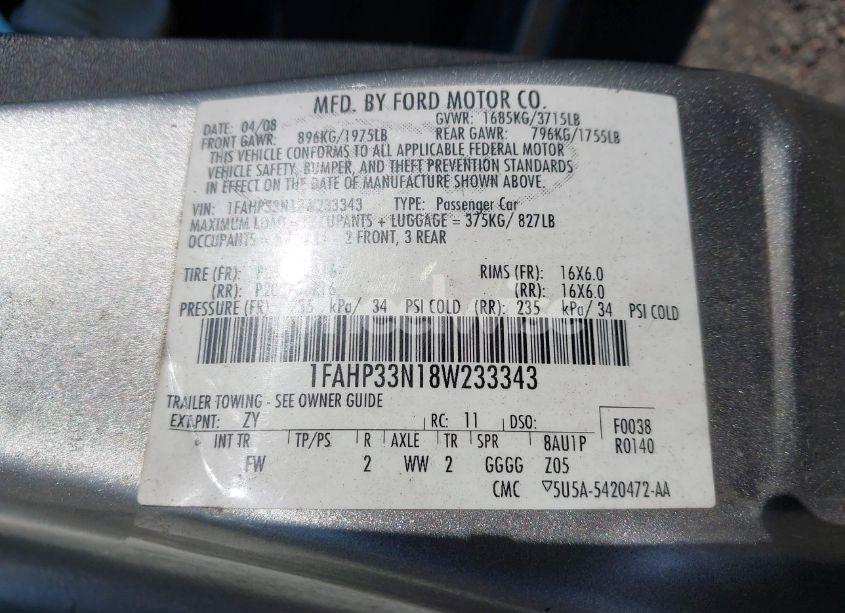 MFD. BY FORD MOTOR CO.
DATE: 04/08 GVWR: 1685KG/3715LB
FRONT GAWR: 896KG/1975LB REAR GAWR: 796KG/1755LB
THIS VEHICLE CONFORMS TO ALL APPLICABLE FEDERAL MOTOR
VEHICLE SAFETY, BUMPER, AND THEFT PREVENTION STANDARDS
IN EFFECT ON THE DATE OF MANUFACTURE SHOWN ABOVE.
VIN: 1FAHP33N18W233343 TYPE: Passenger Car
MAXIMUM LOAD = OCCUPANTS + LUGGAGE = 375KG/ 827LB
OCCUPANTS = 2 FRONT, 3 REAR
TIRE (FR): RIMS (FR): 16X6.0
(RR): (RR): 16X6.0
PRESSURE (FR): 235 kPa/ 34 PSI COLD (RR): 235 kPa/ 34 PSI COLD
1FAHP33N18W233343
TRAILER TOWING - SEE OWNER GUIDE
EXT PNT: ZY RC: 11 DSO: F0038
INT TR TP/PS R AXLE TR SPR 8AU1P R0140
FW 2 WW 2 GGGG Z05
CMC ▽5U5A-5420472-AA